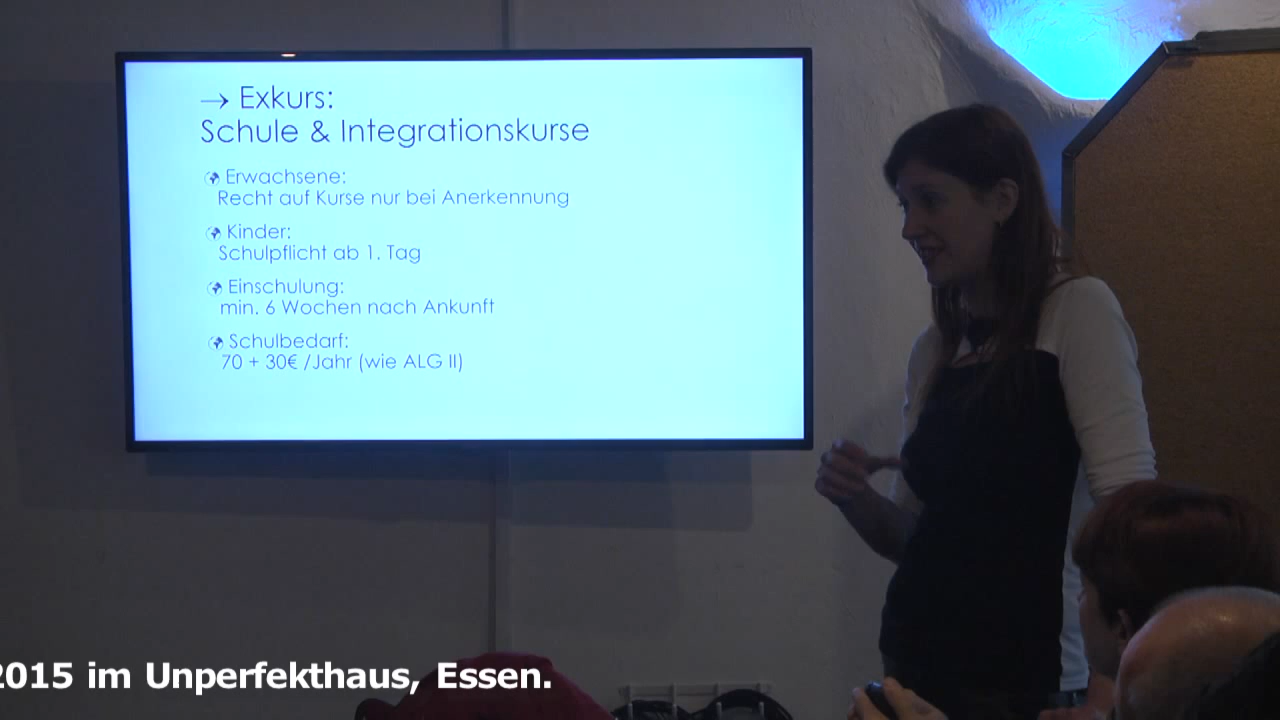 → Exkurs:
Schule & Integrationskurse
Erwachsene:
Recht auf Kurse nur bei Anerkennung
Kinder:
Schulpflicht ab 1. Tag
Einschulung:
min. 6 Wochen nach Ankunft
Schulbedarf:
70 + 30€ /Jahr (wie ALG II)
2015 im Unperfekthaus, Essen.